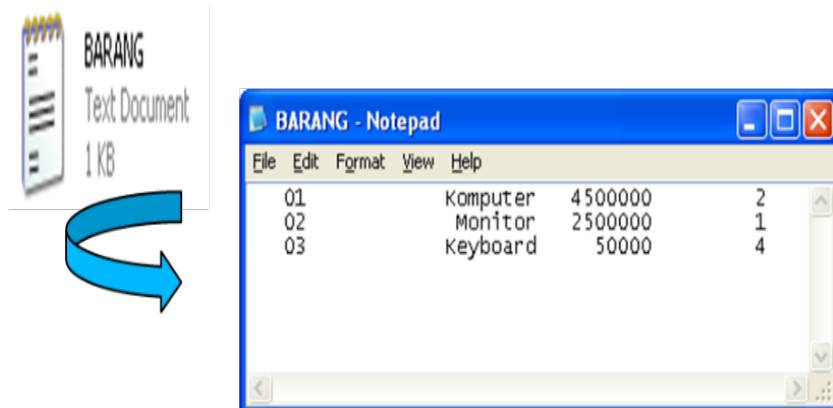 BARANG
Text Document
1 KB
BARANG - Notepad
File Edit Format View Help
01 Komputer 4500000 2
02 Monitor 2500000 1
03 Keyboard 50000 4